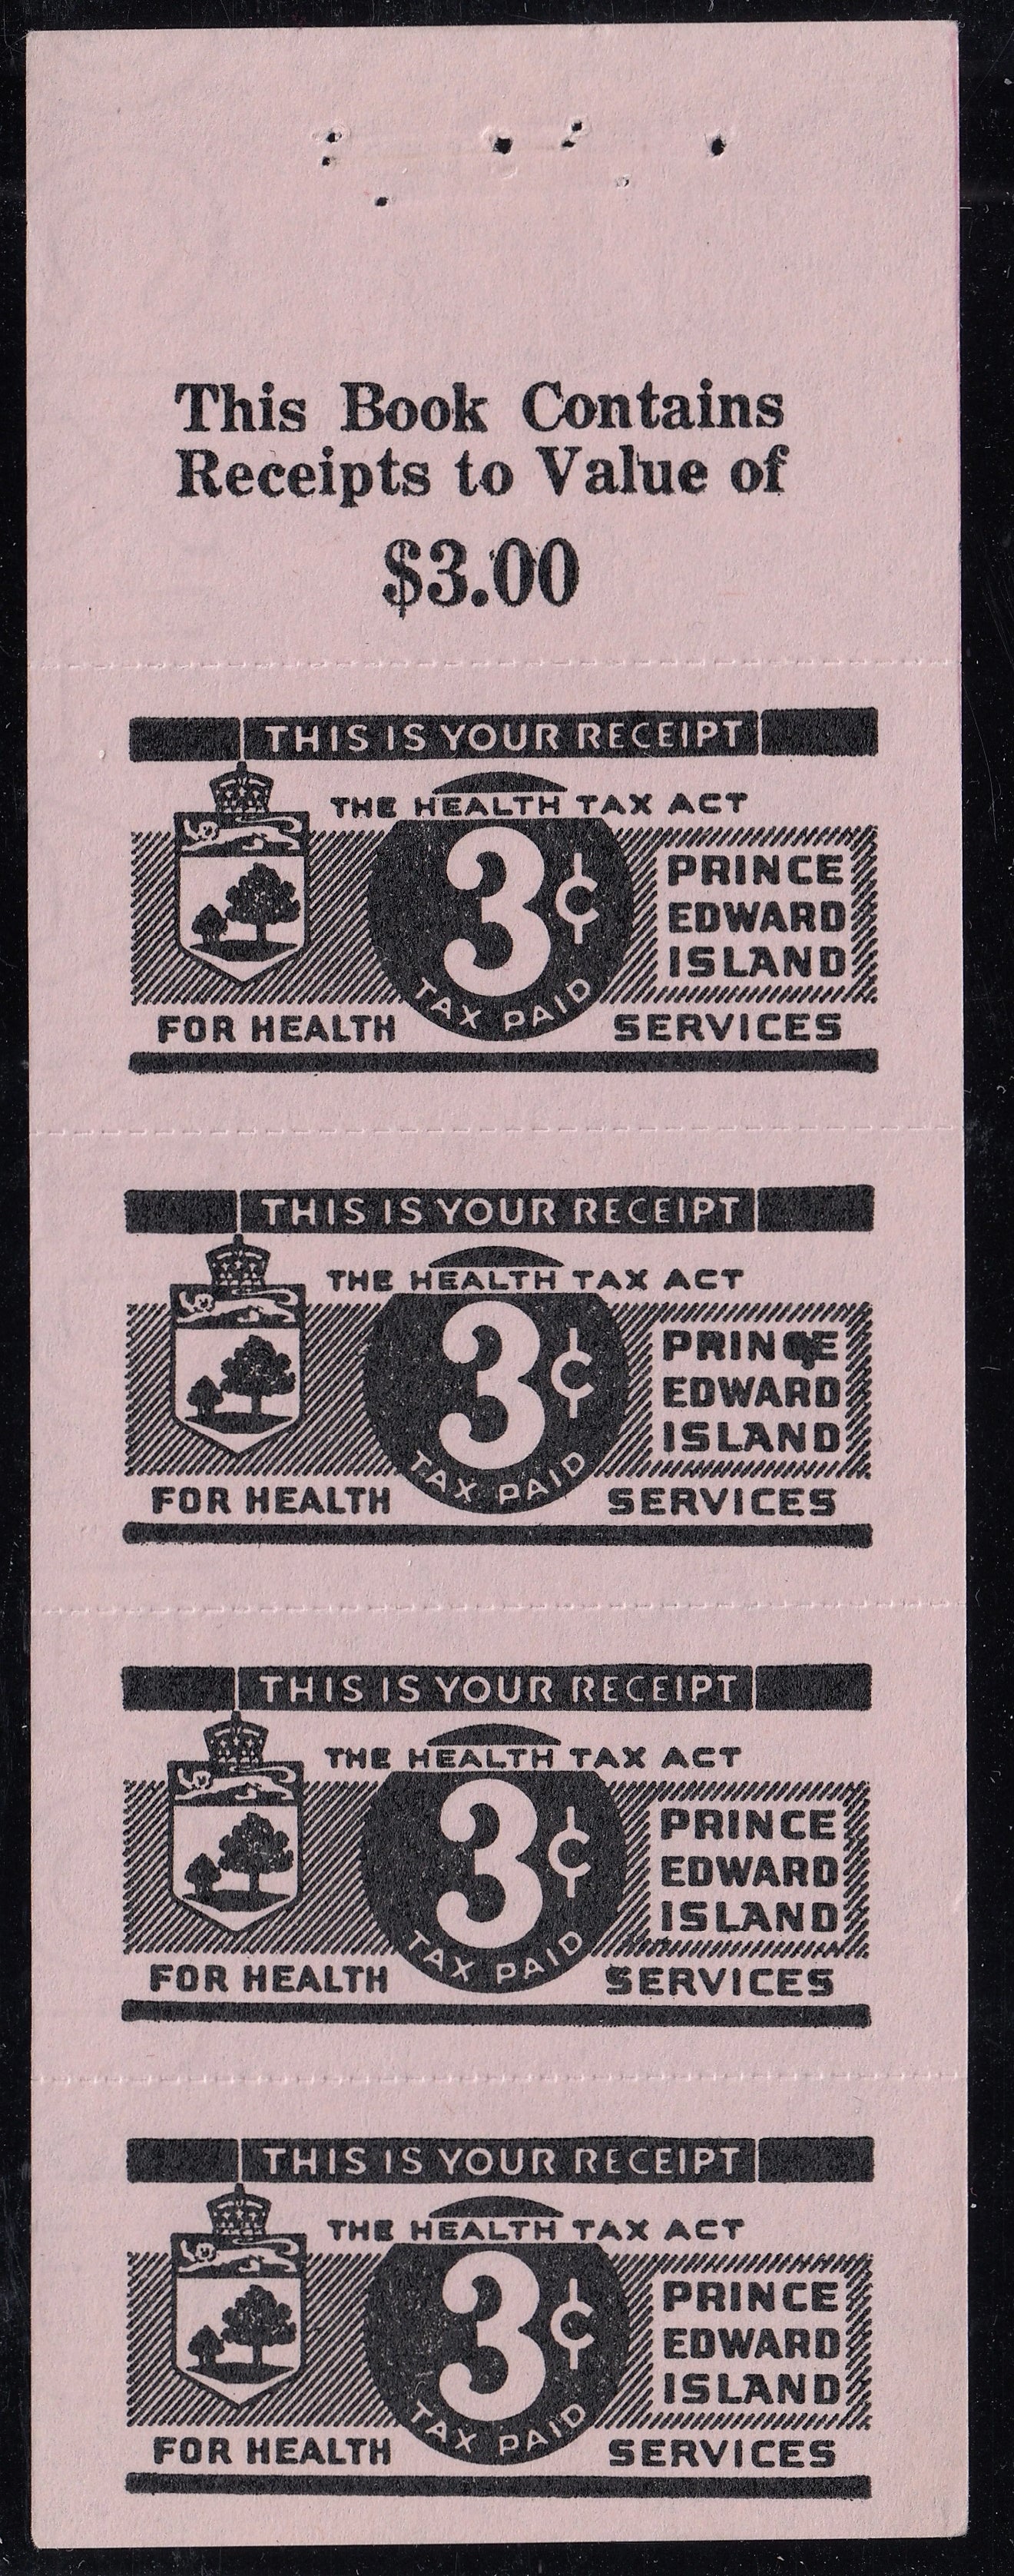 This Book Contains
Receipts to Value of
$3.00
THIS IS YOUR RECEIPT
THE HEALTH TAX ACT
3¢
PRINCE
EDWARD
ISLAND
TAX PAID
FOR HEALTH SERVICES
THIS IS YOUR RECEIPT
THE HEALTH TAX ACT
3¢
PRINCE
EDWARD
ISLAND
TAX PAID
FOR HEALTH SERVICES
THIS IS YOUR RECEIPT
THE HEALTH TAX ACT
3¢
PRINCE
EDWARD
ISLAND
TAX PAID
FOR HEALTH SERVICES
THIS IS YOUR RECEIPT
THE HEALTH TAX ACT
3¢
PRINCE
EDWARD
ISLAND
TAX PAID
FOR HEALTH SERVICES